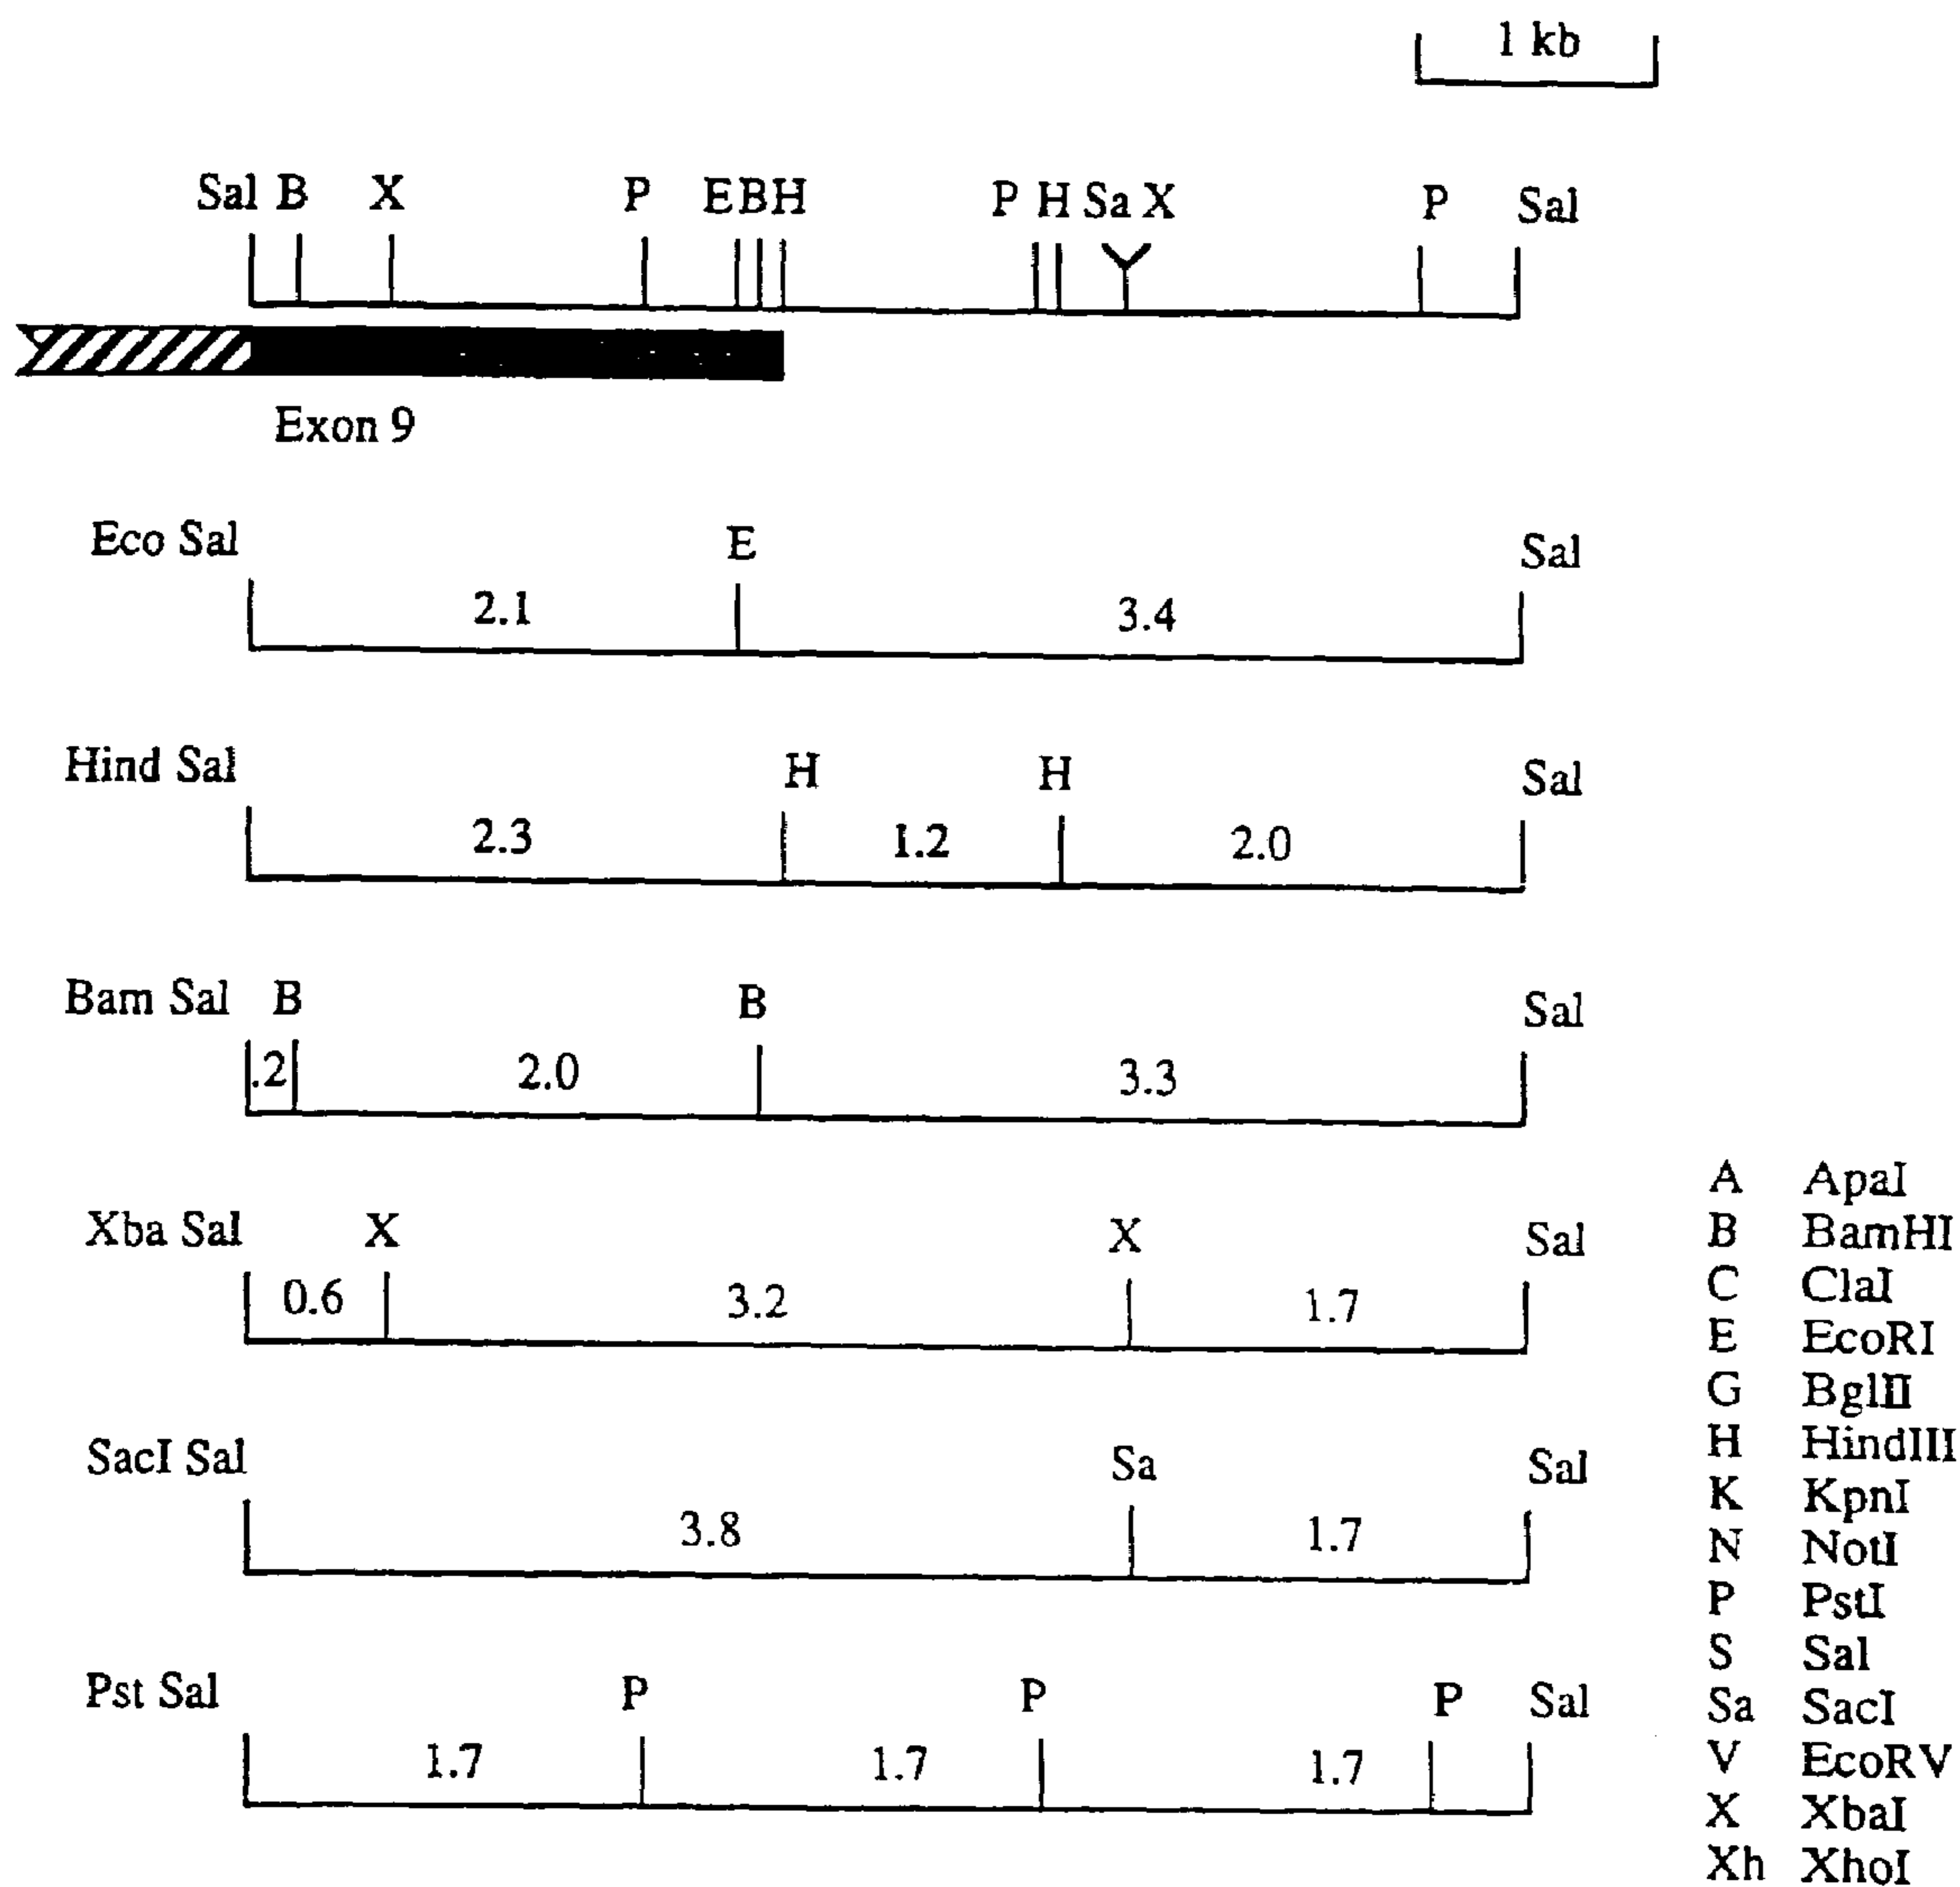 1 kb
Sal B X P E B H P H Sa X P Sal
Exon 9
Eco Sal E Sal
2.1 3.4
Hind Sal H H Sal
2.3 1.2 2.0
Bam Sal B B Sal
.2 2.0 3.3
Xba Sal X X Sal
0.6 3.2 1.7
SacI Sal Sa Sal
3.8 1.7
Pst Sal P P P Sal
1.7 1.7 1.7
A ApaI
B BamHI
C ClaI
E EcoRI
G BglII
H HindIII
K KpnI
N NotI
P PstI
S Sal
Sa SacI
V EcoRV
X XbaI
Xh XhoI